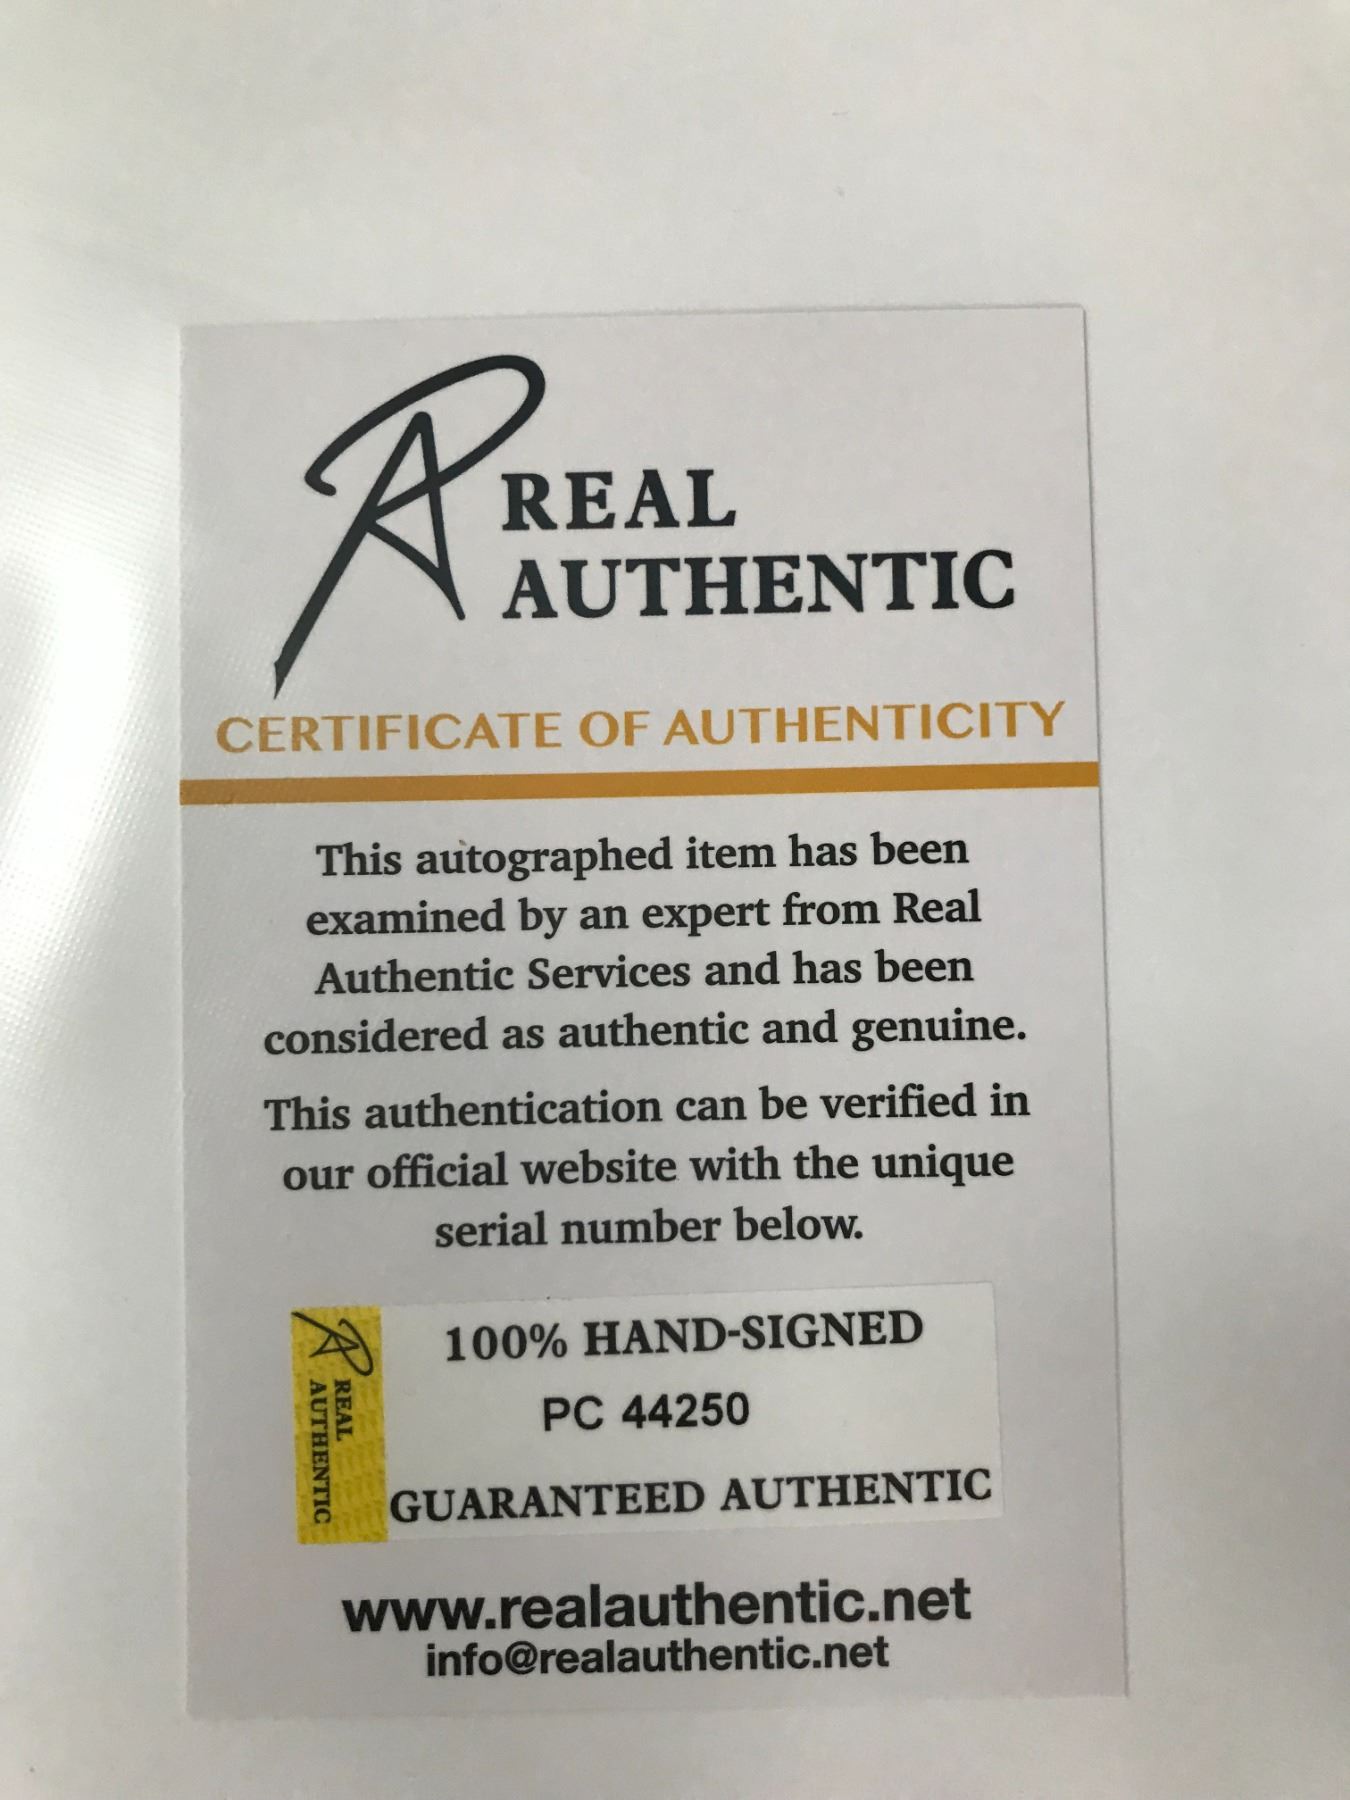 REAL
AUTHENTIC
CERTIFICATE OF AUTHENTICITY
This autographed item has been
examined by an expert from Real
Authentic Services and has been
considered as authentic and genuine.
This authentication can be verified in
our official website with the unique
serial number below.
REAL
AUTHENTIC
100% HAND-SIGNED
PC 44250
GUARANTEED AUTHENTIC
www.realauthentic.net
info@realauthentic.net